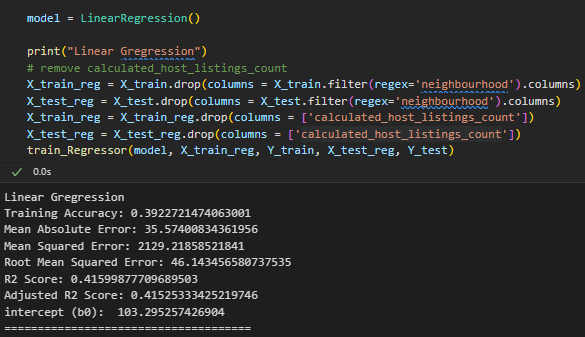 model = LinearRegression()
print("Linear Gregression")
# remove calculated_host_listings_count
X_train_reg = X_train.drop(columns = X_train.filter(regex='neighbourhood').columns)
X_test_reg = X_test.drop(columns = X_test.filter(regex='neighbourhood').columns)
X_train_reg = X_train_reg.drop(columns = ['calculated_host_listings_count'])
X_test_reg = X_test_reg.drop(columns = ['calculated_host_listings_count'])
train_Regressor(model, X_train_reg, Y_train, X_test_reg, Y_test)
0.0s
Linear Gregression
Training Accuracy: 0.3922721474063001
Mean Absolute Error: 35.57400834361956
Mean Squared Error: 2129.21858521841
Root Mean Squared Error: 46.143456580737535
R2 Score: 0.41599877709689503
Adjusted R2 Score: 0.41525333425219746
intercept (b0):  103.295257426904
=====================================